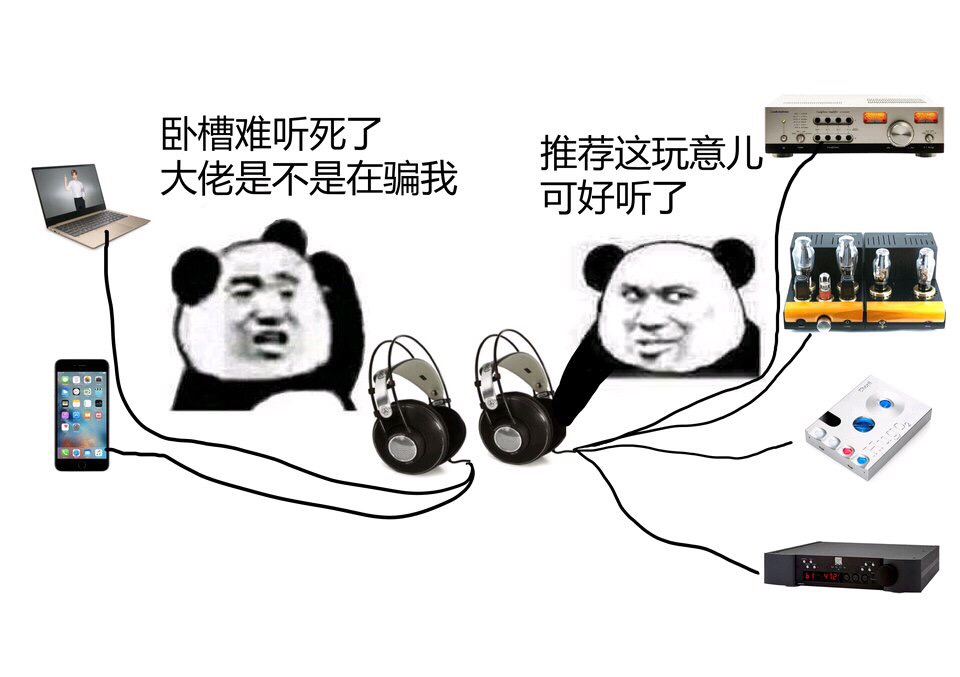 卧槽难听死了
大佬是不是在骗我
推荐这玩意儿
可好听了